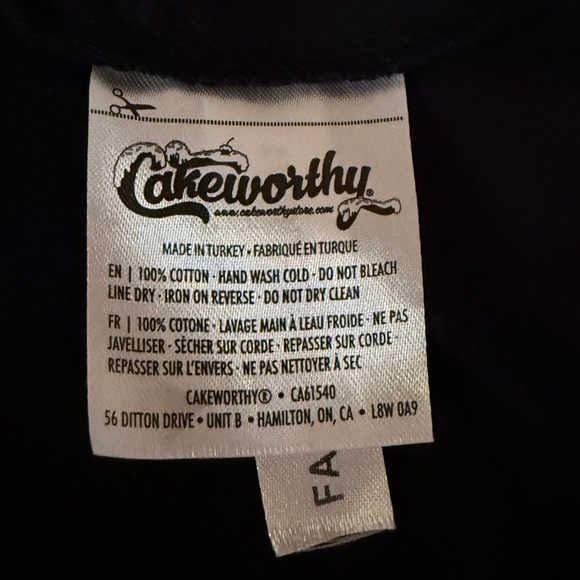 Cakeworthy®
www.cakeworthystore.com
MADE IN TURKEY • FABRIQUÉ EN TURQUE
EN | 100% COTTON · HAND WASH COLD · DO NOT BLEACH
LINE DRY · IRON ON REVERSE · DO NOT DRY CLEAN
FR | 100% COTONE · LAVAGE MAIN À LEAU FROIDE · NE PAS
JAVELLISER · SÈCHER SUR CORDE · REPASSER SUR CORDE ·
REPASSER SUR L'ENVERS · NE PAS NETTOYER À SEC
CAKEWORTHY® • CA61540
56 DITTON DRIVE • UNIT B • HAMILTON, ON, CA • L8W 0A9
FA